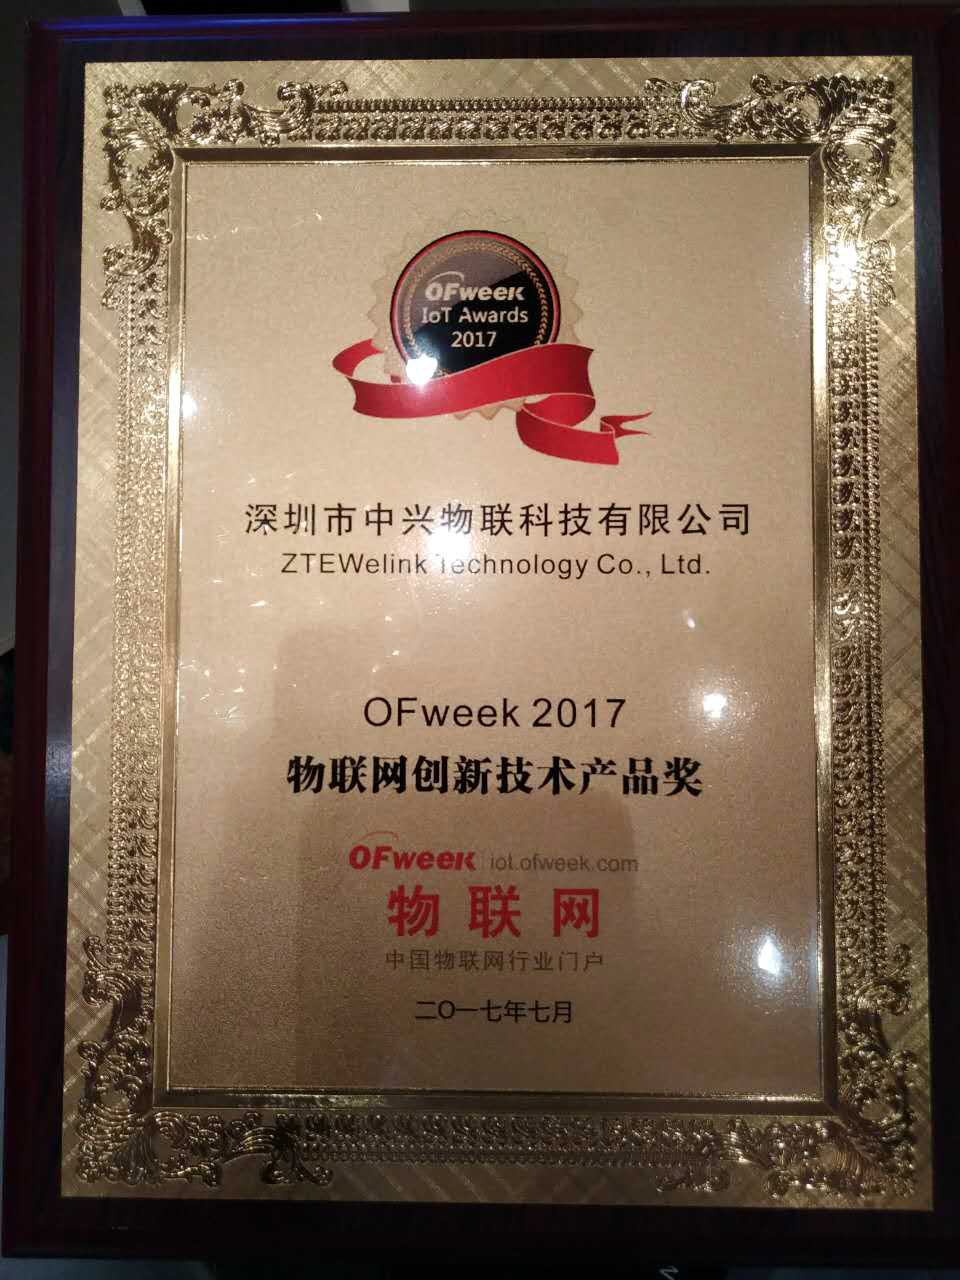 OFweek
IoT Awards
2017
深圳市中兴物联科技有限公司
ZTEWelink Technology Co., Ltd.
OFweek 2017
物联网创新技术产品奖
OFweek iot.ofweek.com
物联网
中国物联网行业门户
二〇一七年七月